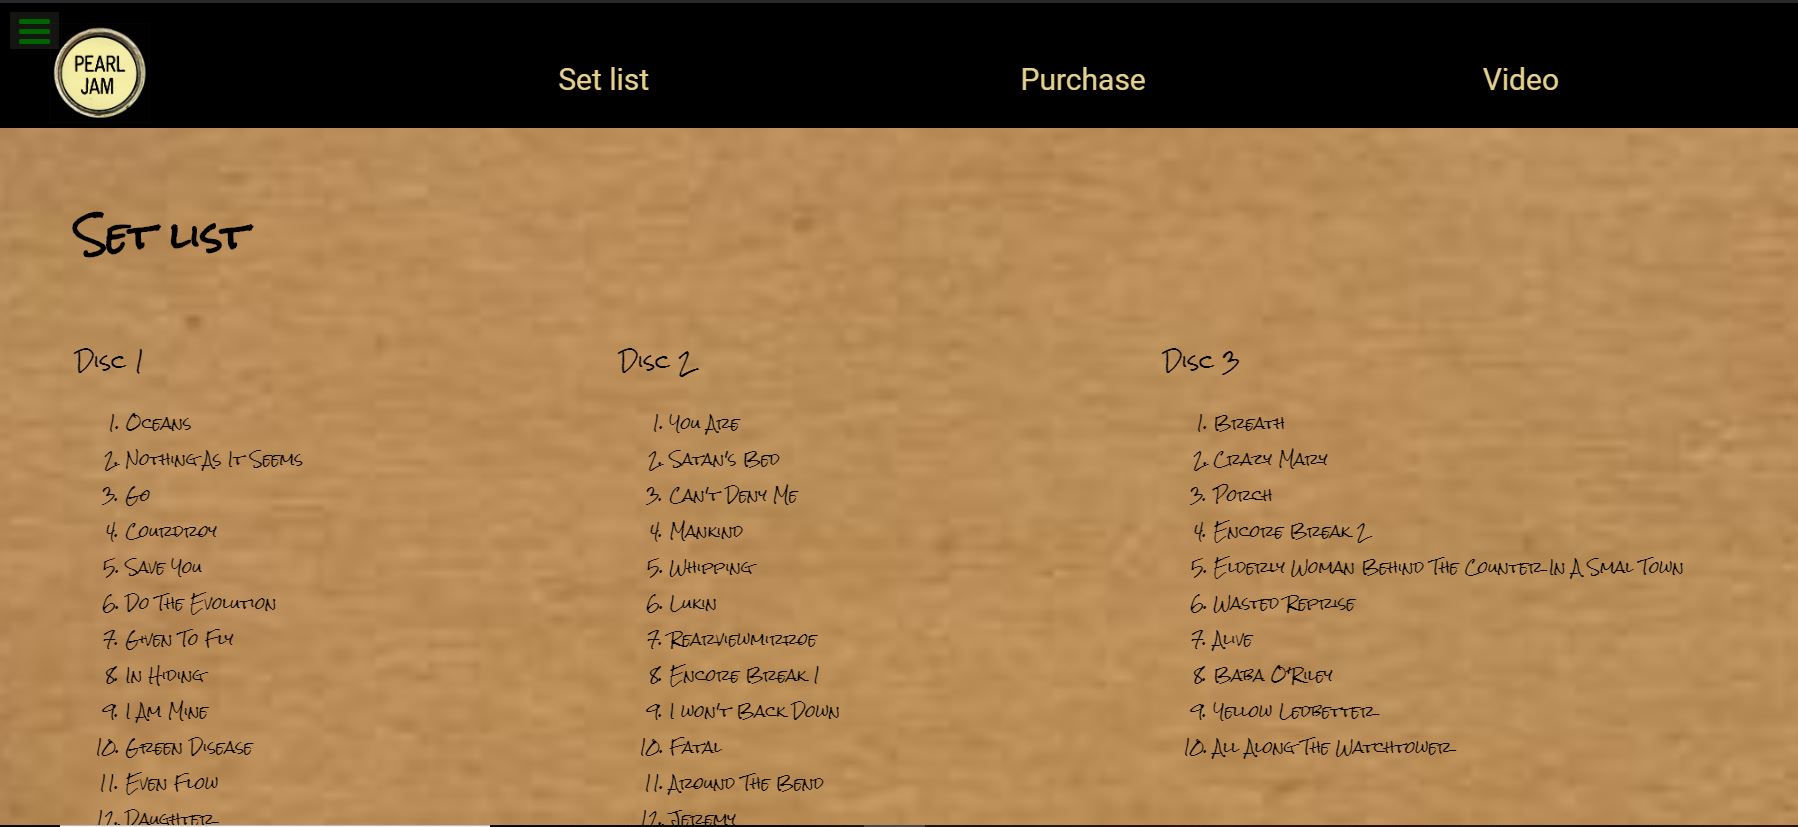 PEARL
JAM
Set list
Purchase
Video
Set list
Disc 1
1. Oceans
2. Nothing As It Seems
3. Go
4. Courdroy
5. Save You
6. Do The Evolution
7. Given To Fly
8. In Hiding
9. I Am Mine
10. Green Disease
11. Even Flow
12. Daughter
Disc 2
1. You Are
2. Satan's Bed
3. Can't Deny Me
4. Mankind
5. Whipping
6. Lukin
7. Rearviewmirroe
8. Encore Break 1
9. I won't Back Down
10. Fatal
11. Around The Bend
12. Jeremy
Disc 3
1. Breath
2. Crazy Mary
3. Porch
4. Encore Break 2
5. Elderly Woman Behind The Counter In A Smal Town
6. Wasted Reprise
7. Alive
8. Baba O'Riley
9. Yellow Ledbetter
10. All Along The Watchtower